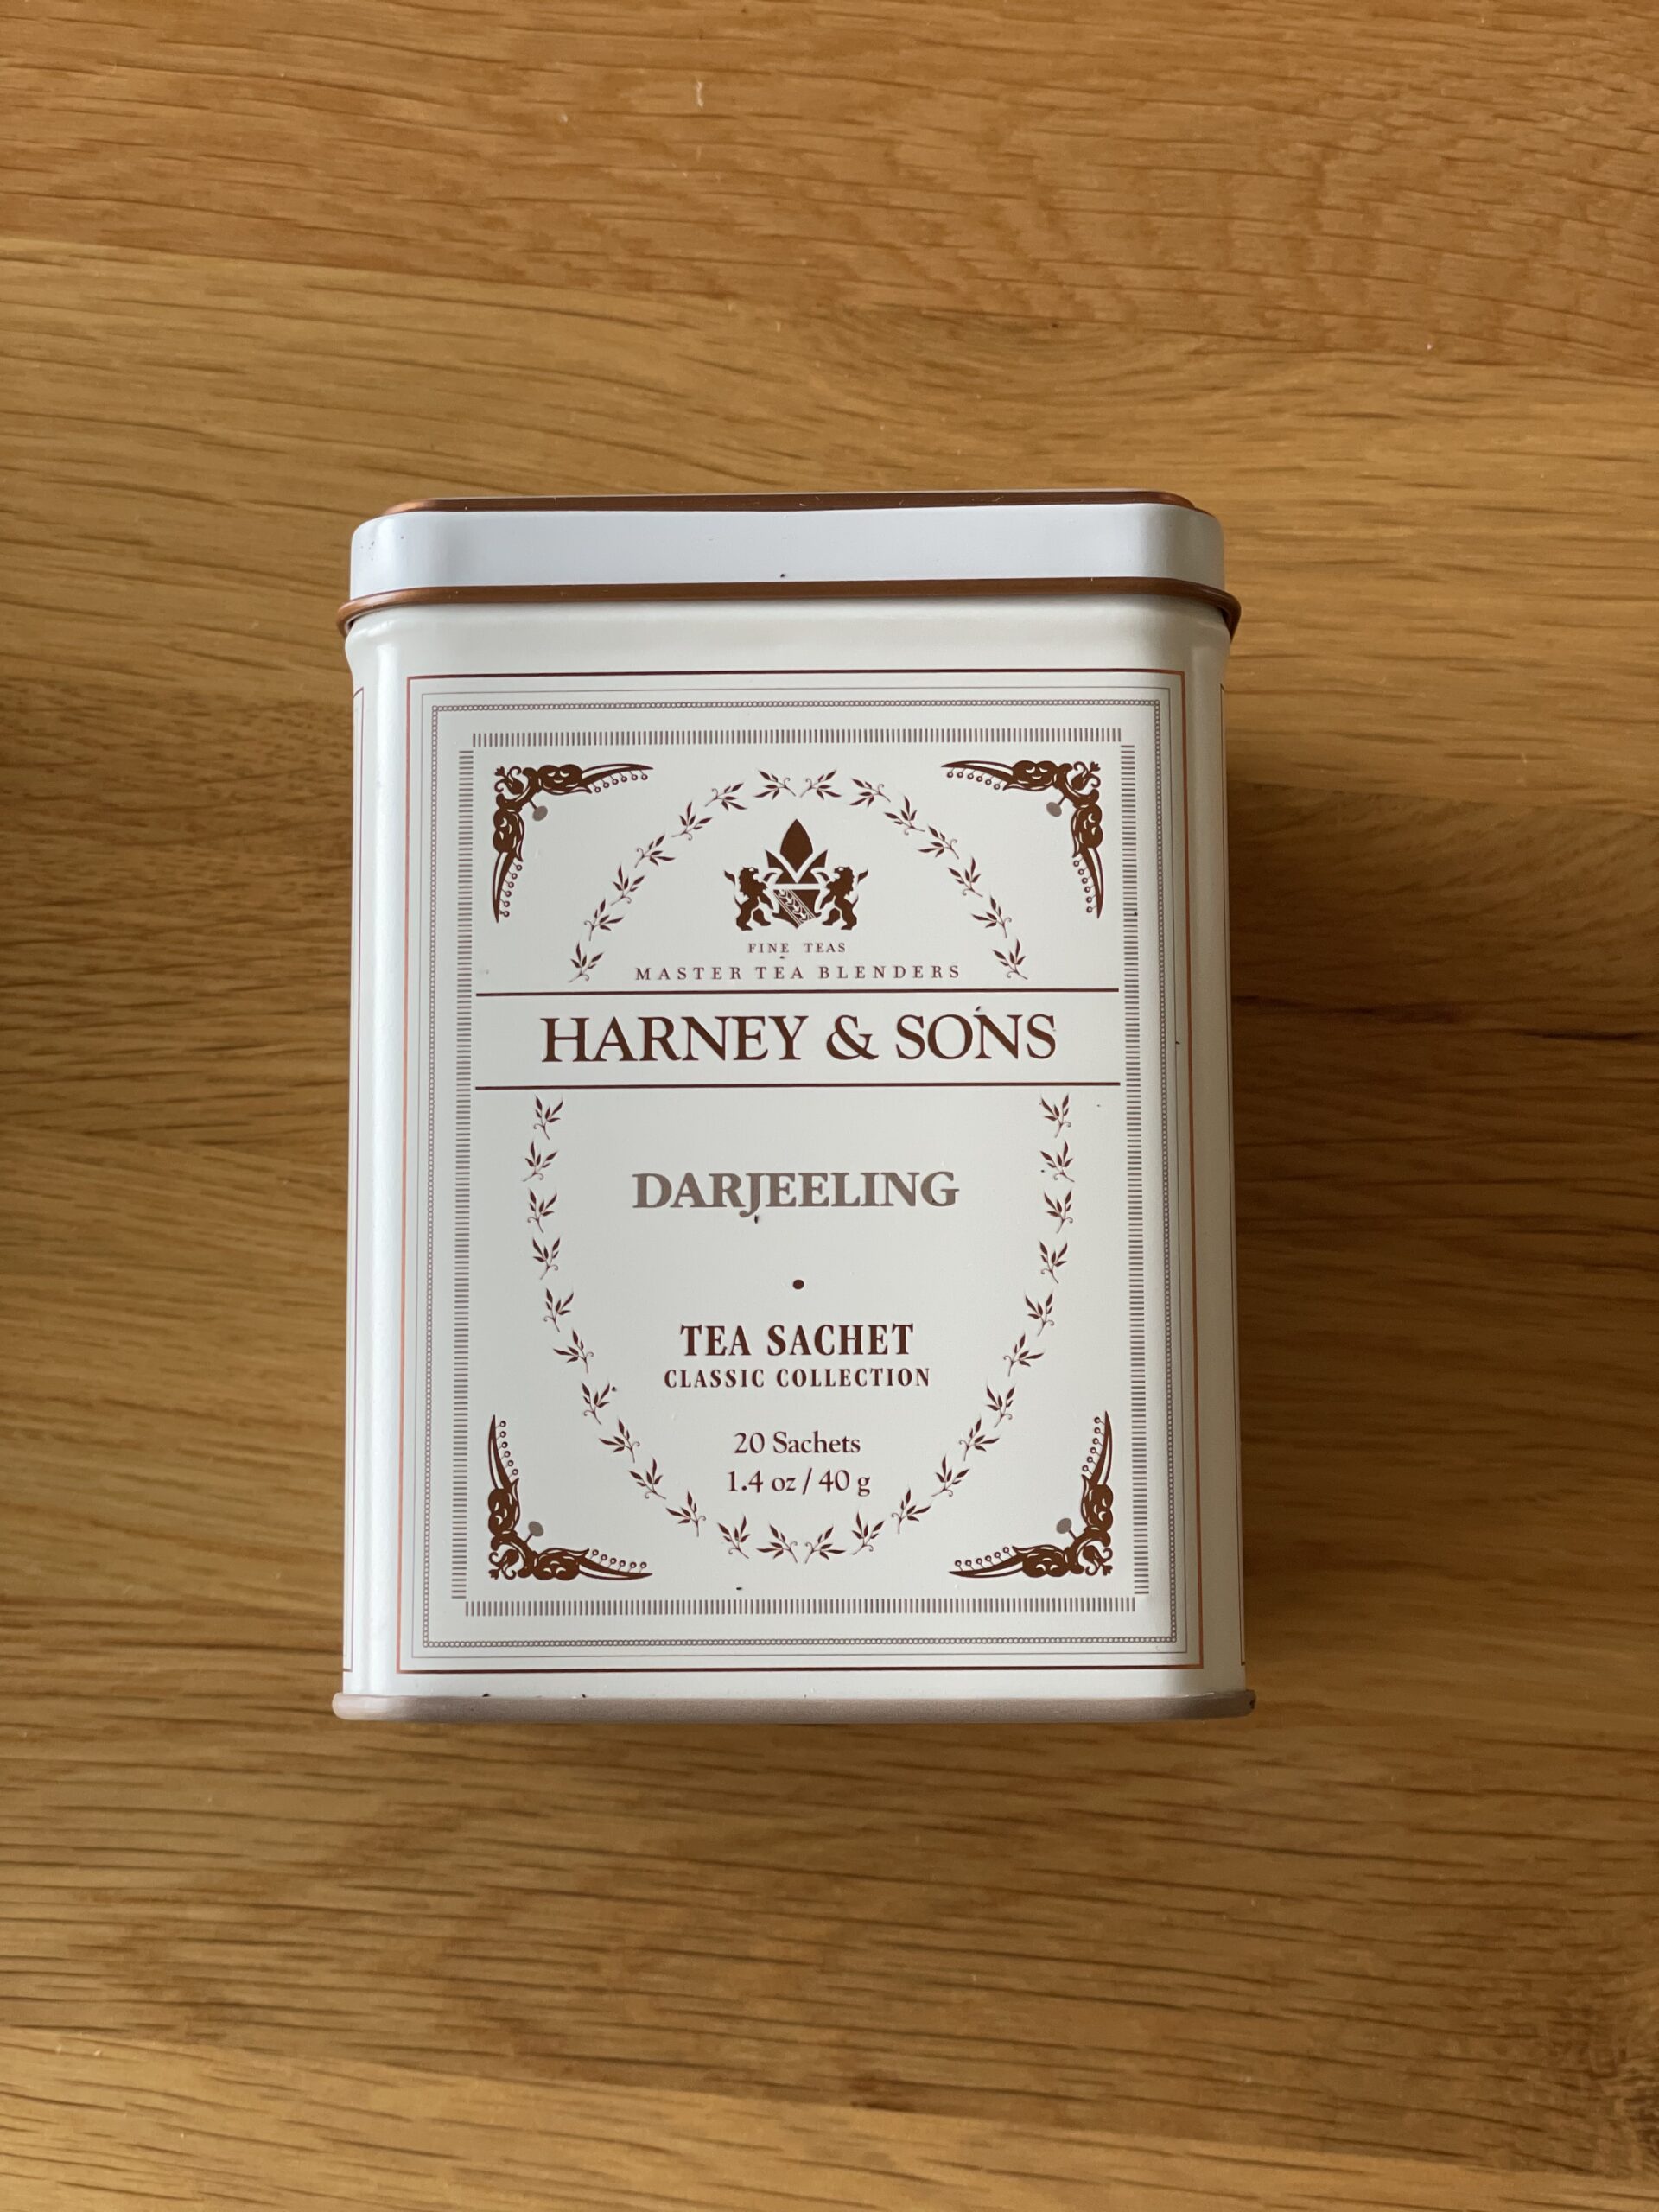 FINE TEAS
MASTER TEA BLENDERS
HARNEY & SONS
DARJEELING
TEA SACHET
CLASSIC COLLECTION
20 Sachets
1.4 oz / 40 g